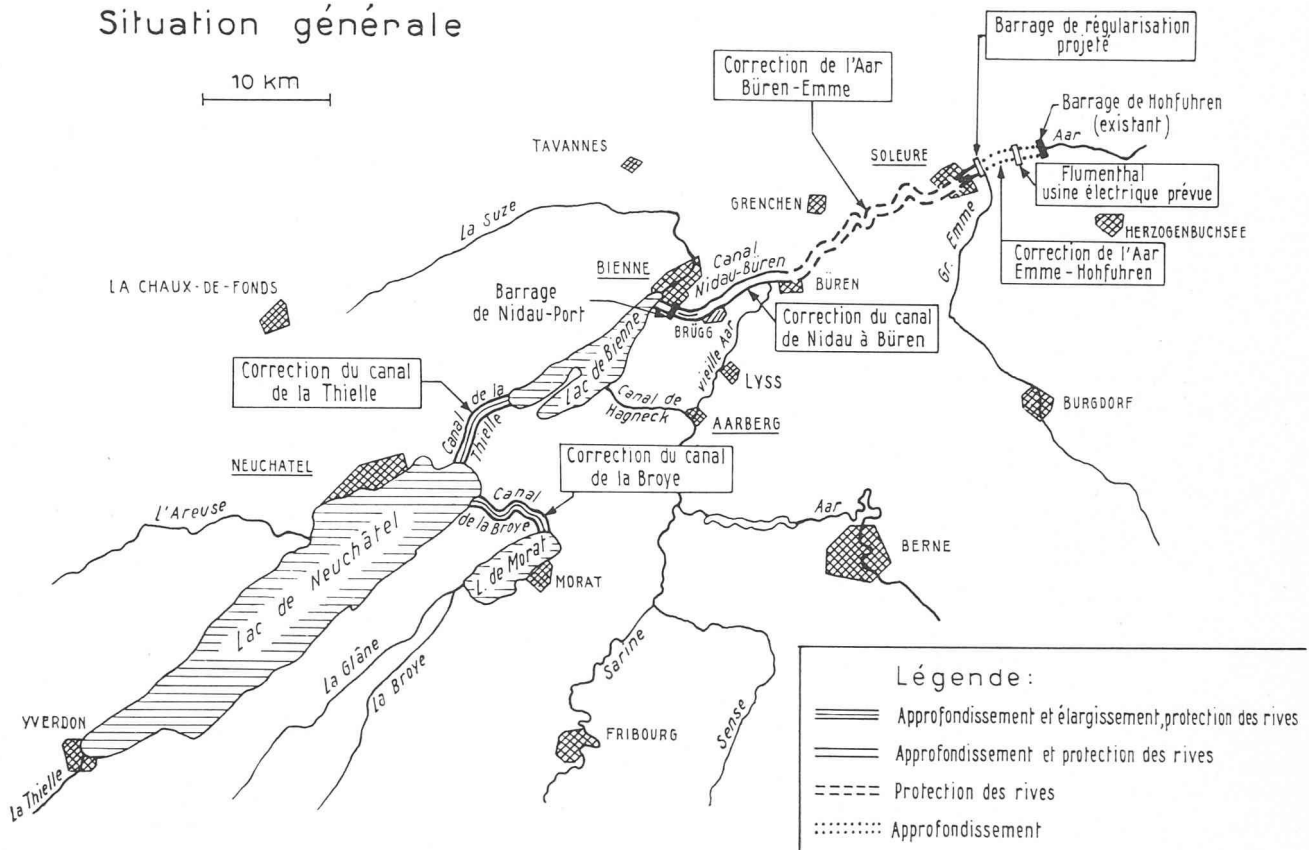 Situation générale
10 km
Barrage de régularisation
projeté
Correction de l'Aar
Büren-Emme
Barrage de Hohfuhren
(existant)
Aar
TAVANNES
SOLEURE
Flumenthal
usine électrique prévue
GRENCHEN
La Suze
Gr. Emme
HERZOGENBUCHSEE
Correction de l'Aar
Emme-Hohfuhren
BIENNE
Canal
Nidau-Büren
LA CHAUX-DE-FONDS
Barrage
de Nidau-Port
BÜREN
BRÜGG
Correction du canal
de Nidau à Büren
Lac de Bienne
vieille Aar
Correction du canal
de la Thielle
LYSS
Canal de la
Thielle
Canal de
Hagneck
AARBERG
BURGDORF
NEUCHATEL
Correction du canal
de la Broye
Canal
de la Broye
L'Areuse
Aar
BERNE
Lac de Neuchâtel
L. de Morat
MORAT
La Glâne
La Broye
Sarine
Sense
YVERDON
La Thielle
FRIBOURG
Légende:
Approfondissement et élargissement, protection des rives
Approfondissement et protection des rives
Protection des rives
Approfondissement